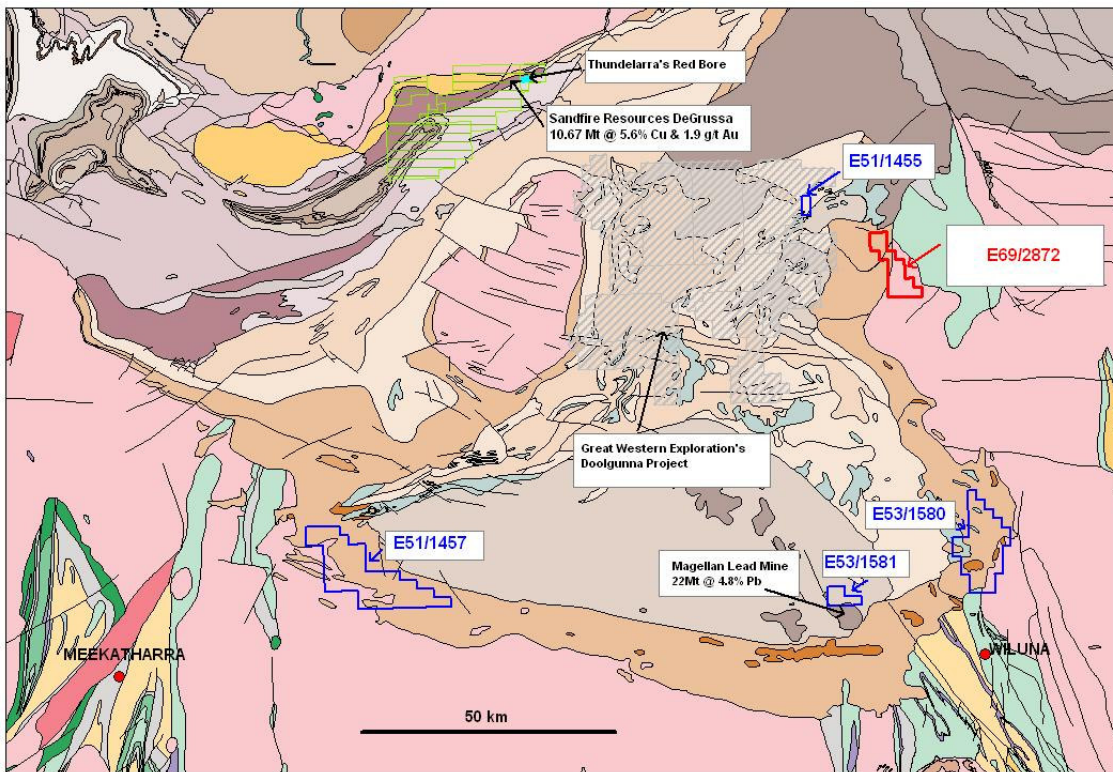 Thundelarra's Red Bore
Sandfire Resources DeGrussa
10.67 Mt @ 5.6% Cu & 1.9 g/t Au
E51/1455
E69/2872
Great Western Exploration's
Doolgunna Project
E53/1580
E51/1457
Magellan Lead Mine
22Mt @ 4.8% Pb
E53/1581
MEEKATHARRA
WILUNA
50 km